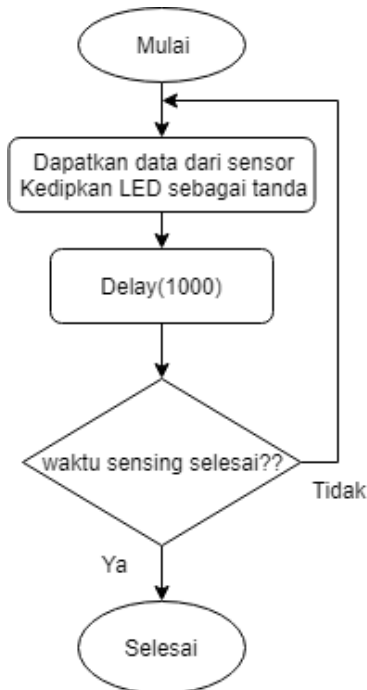 Mulai
Dapatkan data dari sensor
Kedipkan LED sebagai tanda
Delay(1000)
waktu sensing selesai??
Tidak
Ya
Selesai